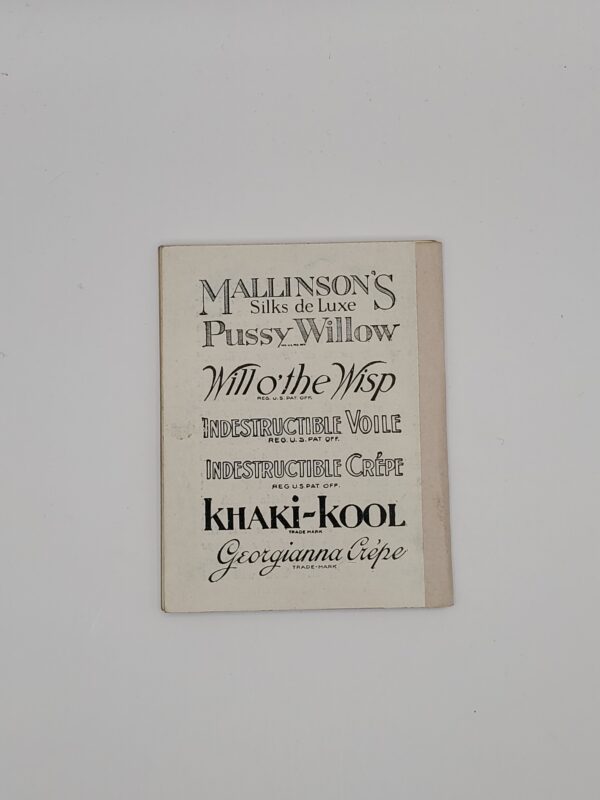 MALLINSON'S
Silks de Luxe
Pussy Willow
Will o' the Wisp
REG. U. S. PAT. OFF.
INDESTRUCTIBLE VOILE
REG. U. S. PAT OFF.
INDESTRUCTIBLE CRÊPE
REG U.S. PAT OFF.
KHAKI-KOOL
TRADE MARK
Georgianna Crêpe
TRADE-MARK